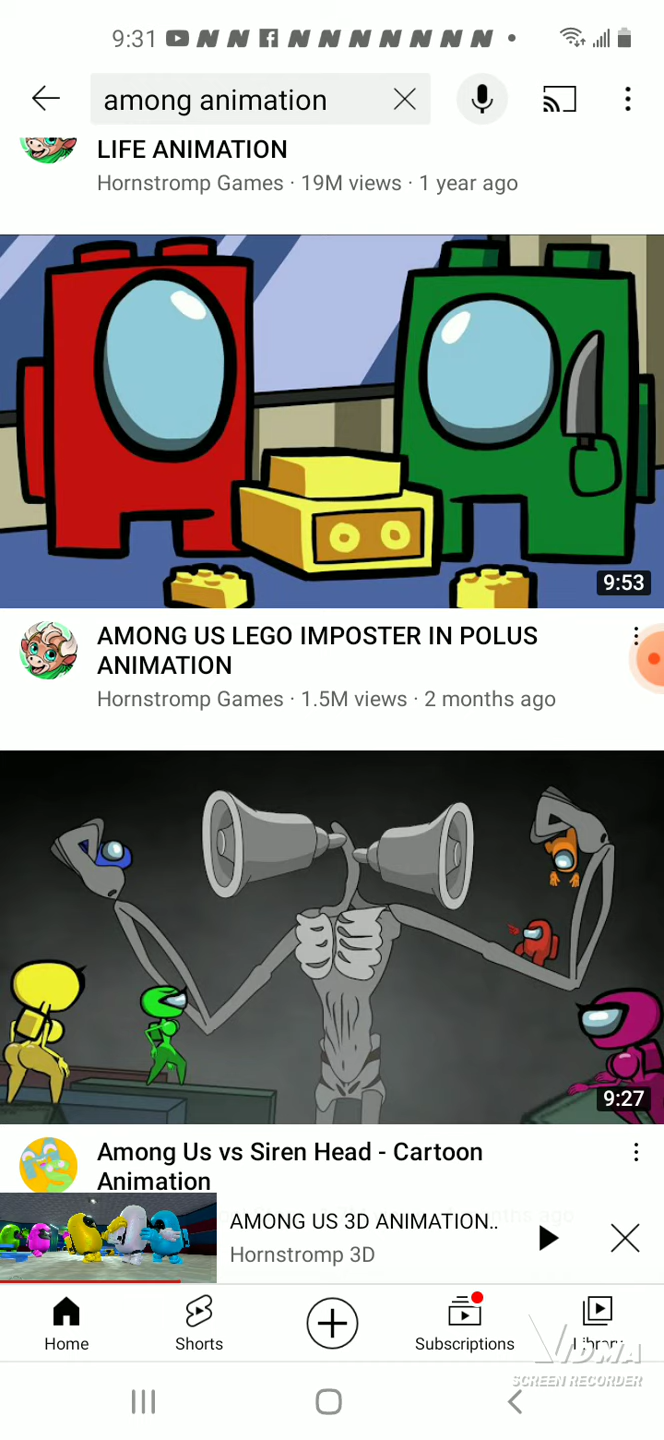 9:31
among animation
LIFE ANIMATION
Hornstromp Games · 19M views · 1 year ago
9:53
AMONG US LEGO IMPOSTER IN POLUS
ANIMATION
Hornstromp Games · 1.5M views · 2 months ago
9:27
Among Us vs Siren Head - Cartoon
Animation
AMONG US 3D ANIMATION..
Hornstromp 3D
Home
Shorts
Subscriptions
Library
VIDMA
SCREEN RECORDER